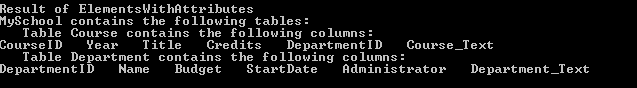 Result of ElementsWithAttributes
MySchool contains the following tables:
   Table Course contains the following columns:
CourseID   Year   Title   Credits   DepartmentID   Course_Text
   Table Department contains the following columns:
DepartmentID   Name   Budget   StartDate   Administrator   Department_Text